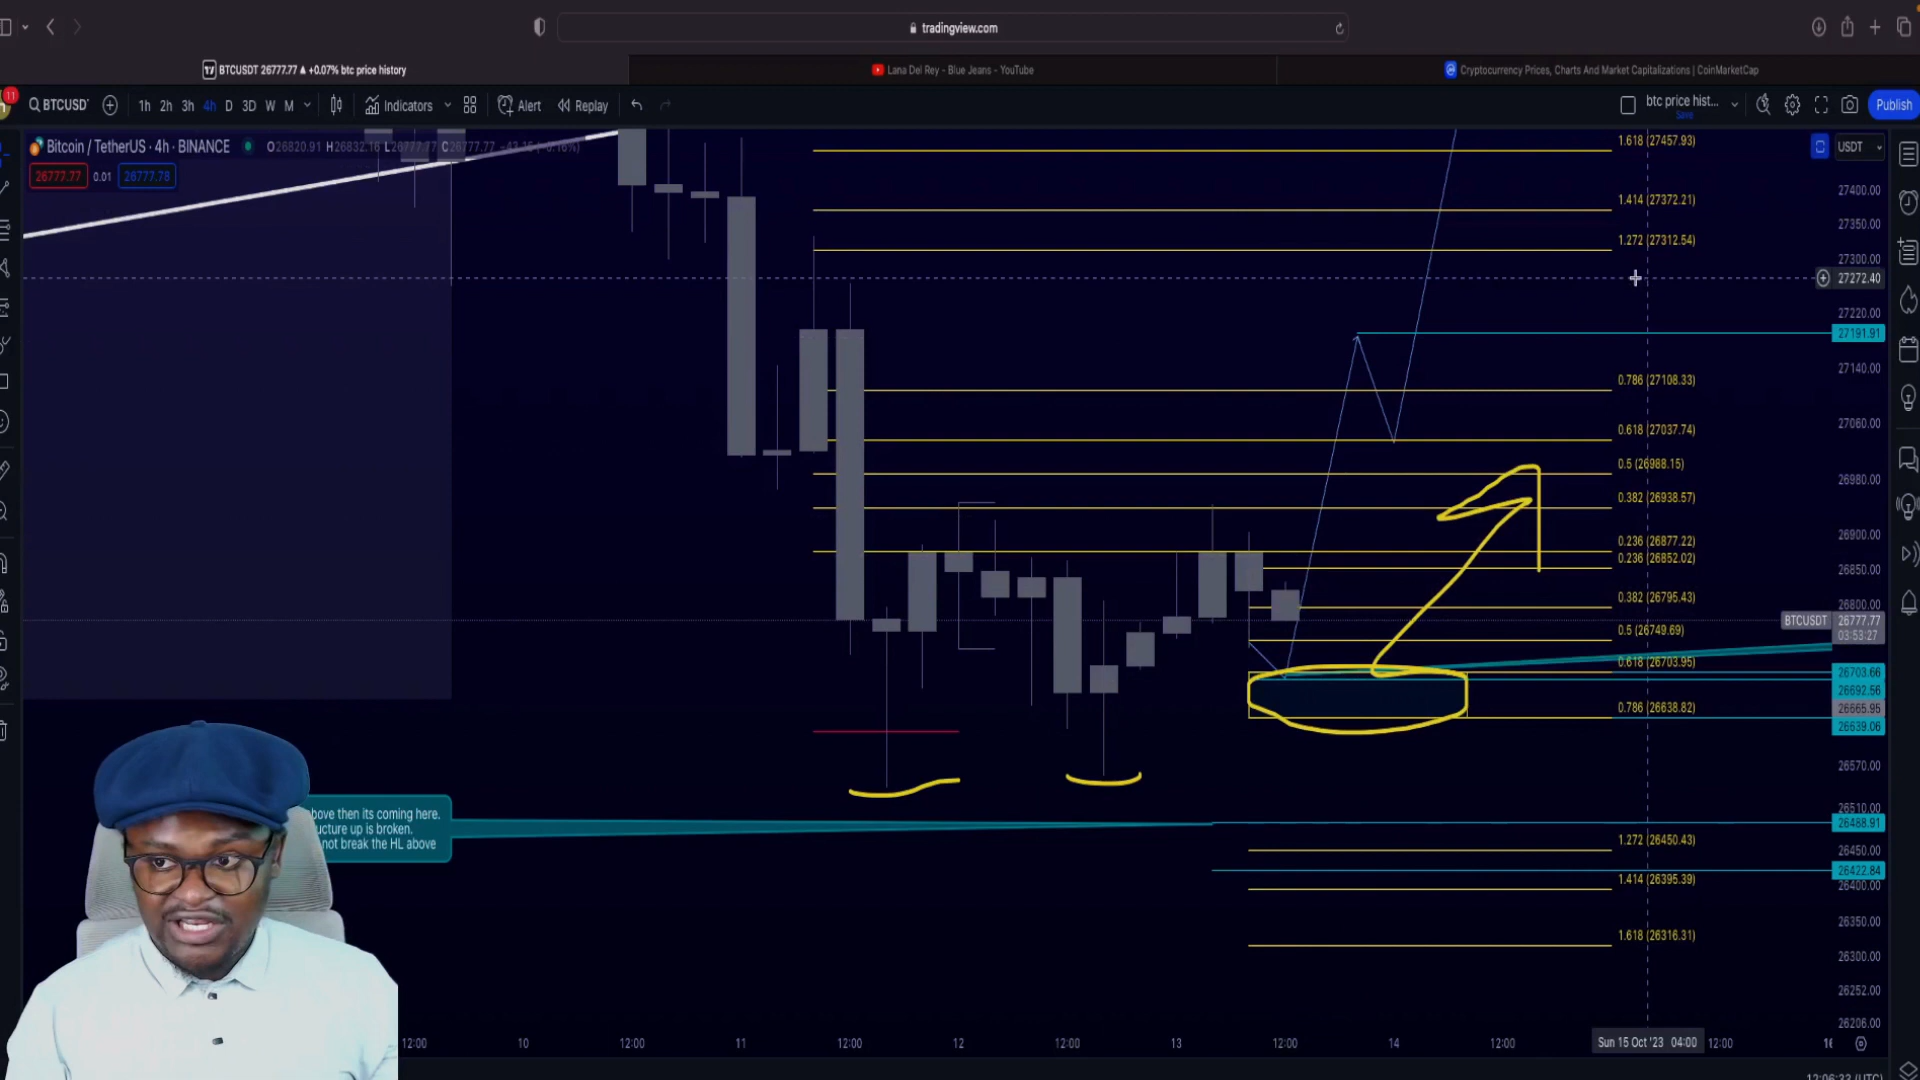 tradingview.com
BTCUSDT 26777.77 ▲ +0.07% btc price history
Lana Del Rey - Blue Jeans - YouTube
Cryptocurrency Prices, Charts And Market Capitalizations | CoinMarketCap
11
BTCUSD
1h 2h 3h 4h D 3D W M
Indicators
Alert
Replay
btc price hist...
Save
Publish
Bitcoin / TetherUS · 4h · BINANCE
O26820.91 H26832.16 L26777.77 C26777.77
26777.77 0.01 26777.78
USDT
1.618 (27457.93)
27400.00
1.414 (27372.21)
27350.00
1.272 (27312.54)
27300.00
27272.40
27220.00
27191.91
27140.00
0.786 (27108.33)
27060.00
0.618 (27037.74)
0.5 (26988.15)
26980.00
0.382 (26938.57)
26900.00
0.236 (26877.22)
0.236 (26852.02)
26850.00
0.382 (26795.43)
26800.00
BTCUSDT 26777.77
03:53:27
0.5 (26749.69)
0.618 (26703.95)
26703.66
26692.56
0.786 (26638.82)
26665.95
26639.06
26570.00
26510.00
26488.91
bove then its coming here.
ucture up is broken.
not break the HL above
1.272 (26450.43)
26450.00
26422.84
1.414 (26395.39)
26400.00
26350.00
1.618 (26316.31)
26300.00
26252.00
26206.00
12:00 10 12:00 11 12:00 12 12:00 13 12:00 14 12:00 Sun 15 Oct '23 04:00 12:00